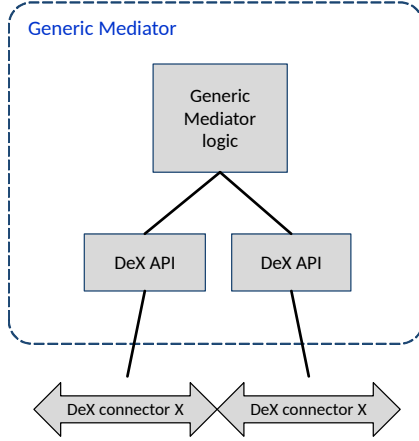 Generic Mediator
Generic
Mediator
logic
DeX API
DeX API
DeX connector X
DeX connector X